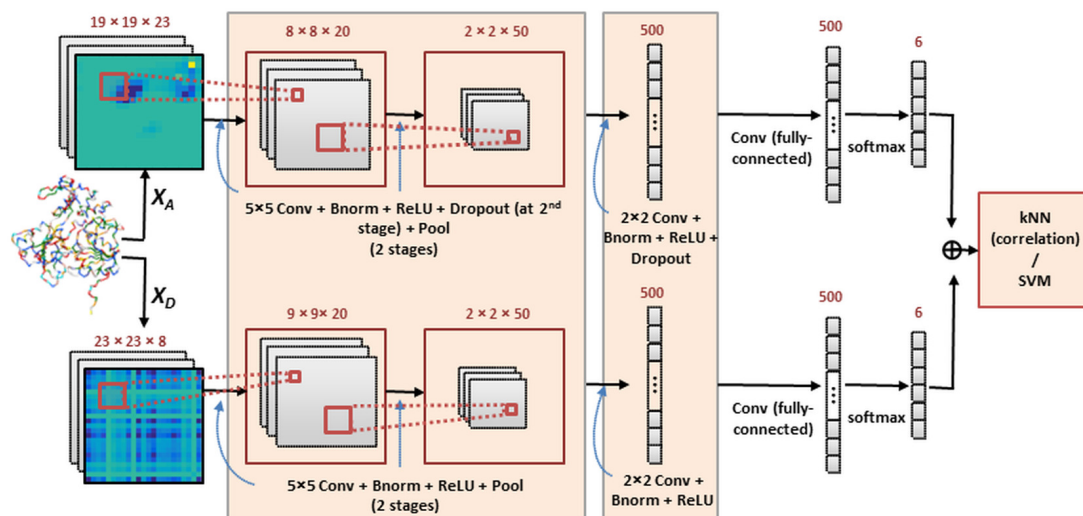 19 × 19 × 23
8 × 8 × 20
2 × 2 × 50
500
500
6
X_A
5×5 Conv + Bnorm + ReLU + Dropout (at 2nd
stage) + Pool
(2 stages)
2×2 Conv +
Bnorm + ReLU +
Dropout
Conv (fully-
connected)
softmax
kNN
(correlation)
/
SVM
X_D
23 × 23 × 8
9 × 9× 20
2 × 2 × 50
500
500
6
5×5 Conv + Bnorm + ReLU + Pool
(2 stages)
2×2 Conv +
Bnorm + ReLU
Conv (fully-
connected)
softmax